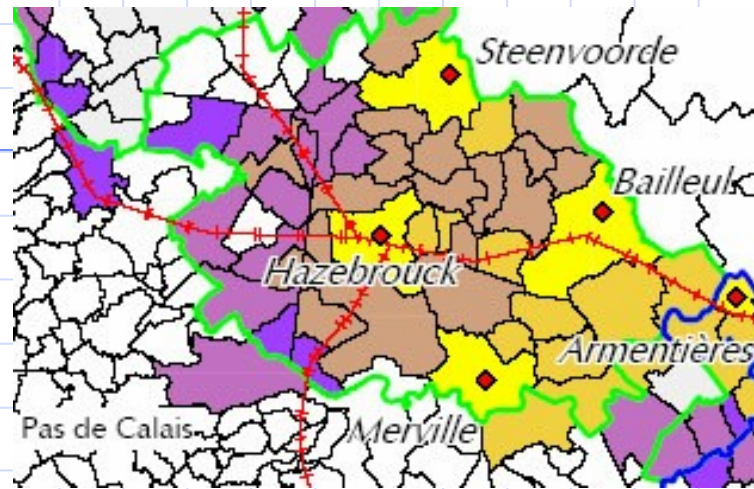 Steenvoorde
Bailleul
Hazebrouck
Armentières
Pas de Calais
Merville